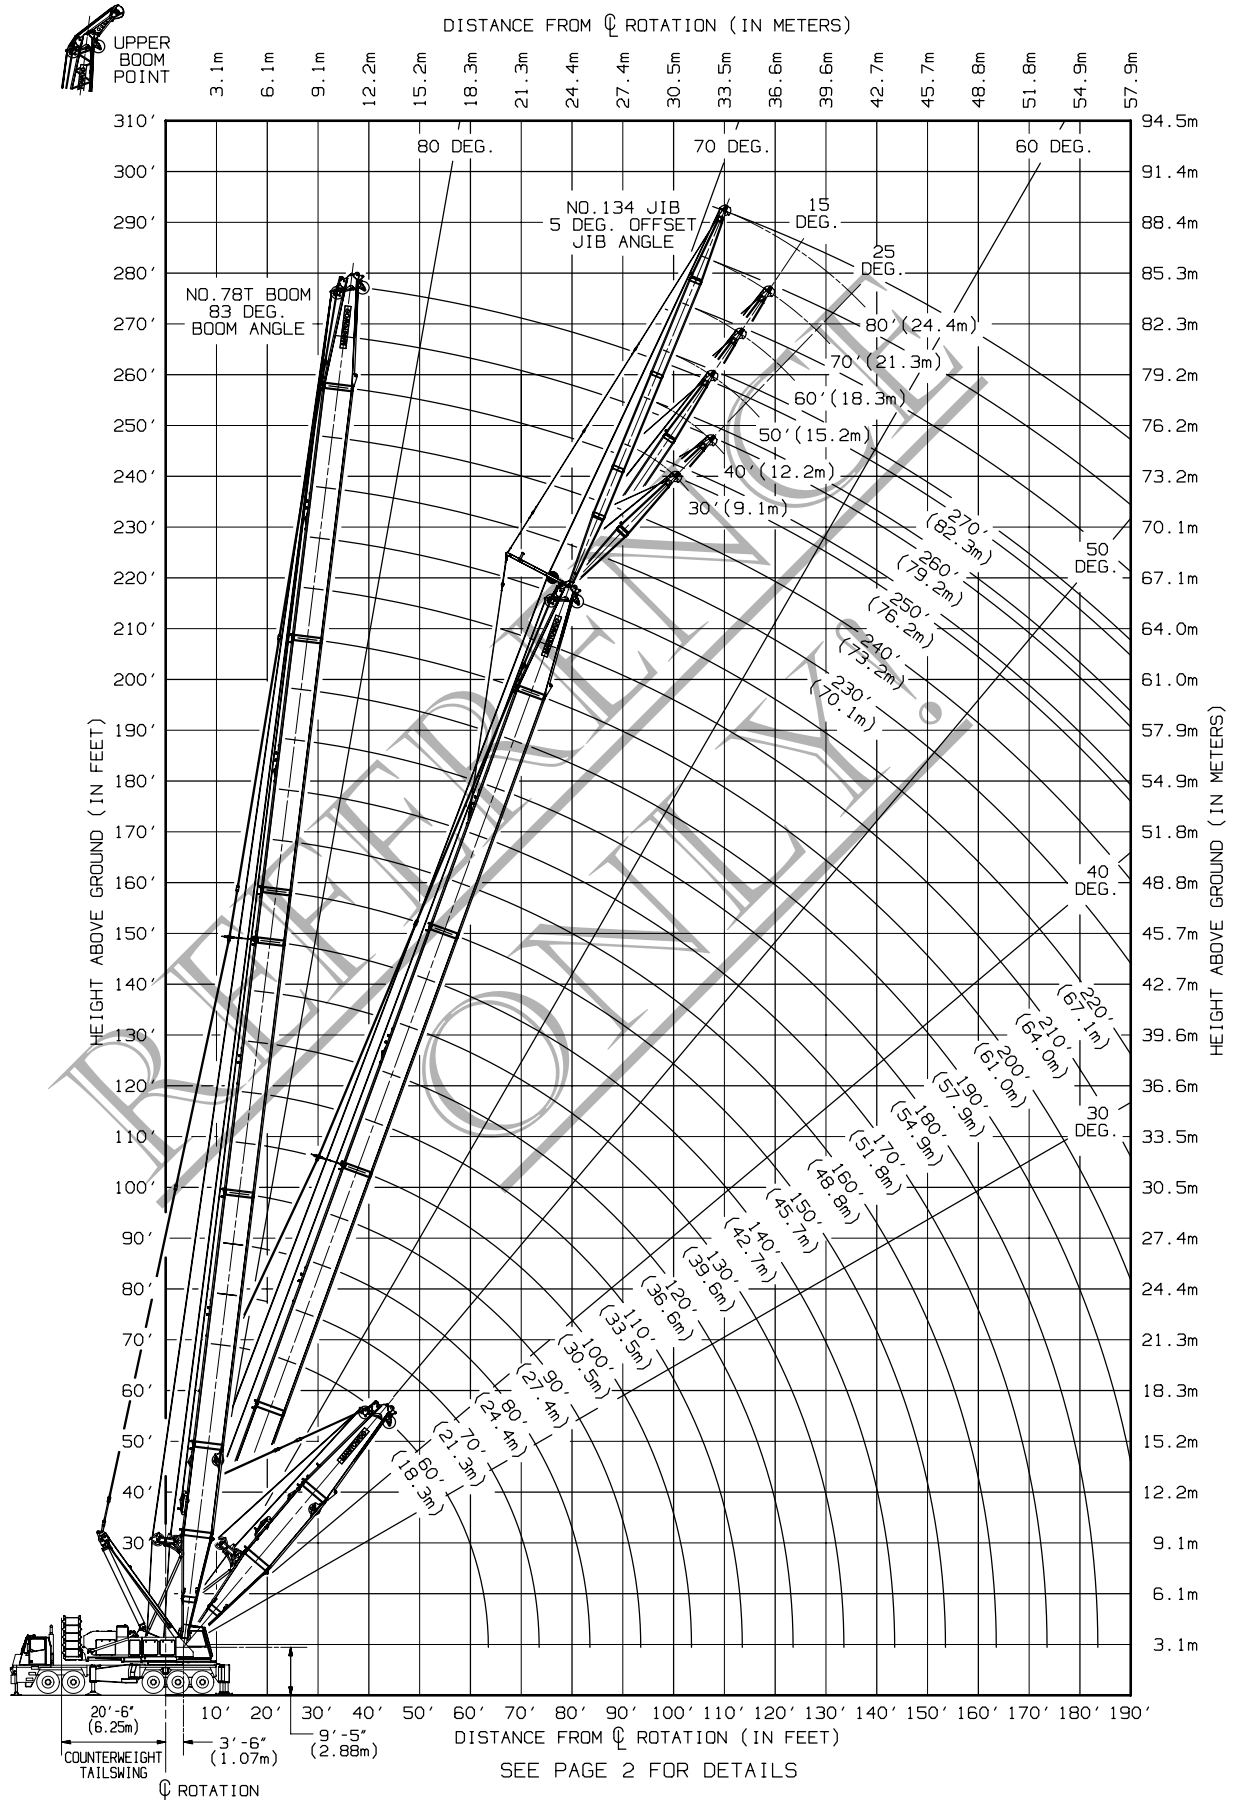 DISTANCE FROM ℄ ROTATION (IN METERS)
UPPER
BOOM
POINT
3.1m 6.1m 9.1m 12.2m 15.2m 18.3m 21.3m 24.4m 27.4m 30.5m 33.5m 36.6m 39.6m 42.7m 45.7m 48.8m 51.8m 54.9m 57.9m
310' 94.5m
80 DEG. 70 DEG. 60 DEG.
300' 91.4m
NO.134 JIB
5 DEG. OFFSET
JIB ANGLE
15
DEG.
290' 88.4m
25
DEG.
280' 85.3m
NO.78T BOOM
83 DEG.
BOOM ANGLE
270' 82.3m
80'(24.4m)
70'(21.3m)
260' 79.2m
60'(18.3m)
250' 76.2m
50'(15.2m)
240' 73.2m
40'(12.2m)
30'(9.1m)
230' 70.1m
270'
(82.3m)
260'
(79.2m)
250'
(76.2m)
240'
(73.2m)
230'
(70.1m)
50
DEG.
220' 67.1m
210' 64.0m
200' 61.0m
190' 57.9m
180' 54.9m
170' 51.8m
160' 48.8m
40
DEG.
150' 45.7m
140' 42.7m
130' 39.6m
120' 36.6m
110' 33.5m
30
DEG.
100' 30.5m
90' 27.4m
80' 24.4m
70' 21.3m
60' 18.3m
50' 15.2m
40' 12.2m
30' 9.1m
6.1m
3.1m
220'
(67.1m)
210'
(64.0m)
200'
(61.0m)
190'
(57.9m)
180'
(54.9m)
170'
(51.8m)
160'
(48.8m)
150'
(45.7m)
140'
(42.7m)
130'
(39.6m)
120'
(36.6m)
110'
(33.5m)
100'
(30.5m)
90'
(27.4m)
80'
(24.4m)
70'
(21.3m)
60'
(18.3m)
HEIGHT ABOVE GROUND (IN FEET)
HEIGHT ABOVE GROUND (IN METERS)
REFERENCE
ONLY!
10' 20' 30' 40' 50' 60' 70' 80' 90' 100' 110' 120' 130' 140' 150' 160' 170' 180' 190'
20'-6"
(6.25m)
COUNTERWEIGHT
TAILSWING
3'-6"
(1.07m)
9'-5"
(2.88m)
DISTANCE FROM ℄ ROTATION (IN FEET)
SEE PAGE 2 FOR DETAILS
℄ ROTATION